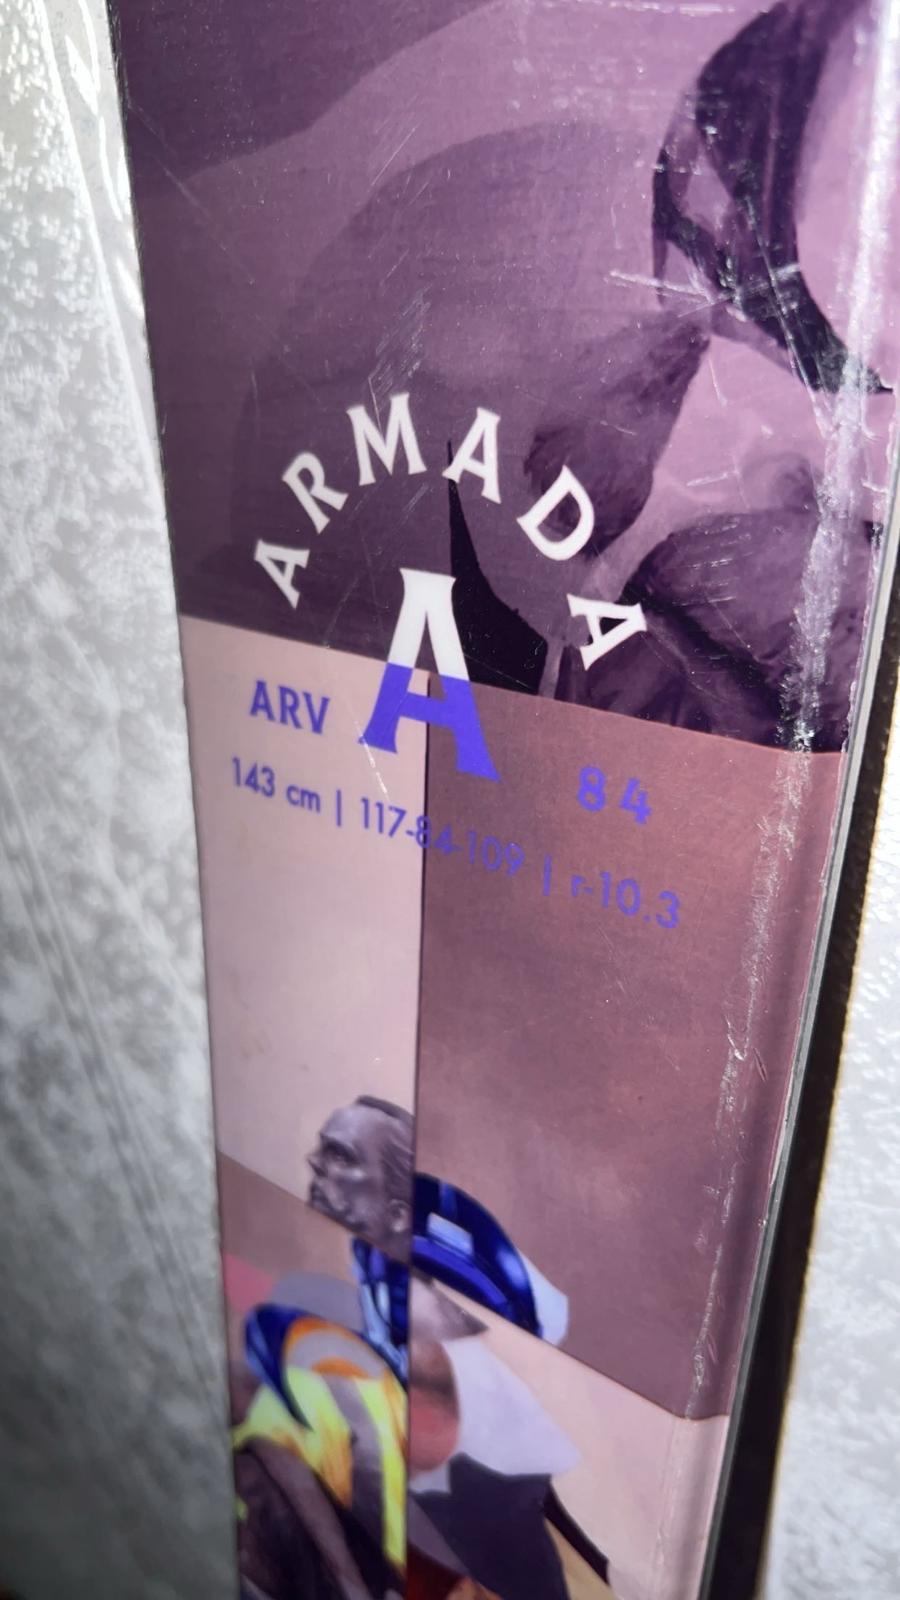 ARMADA
A
ARV 84
143 cm | 117-84-109 | r-10.3